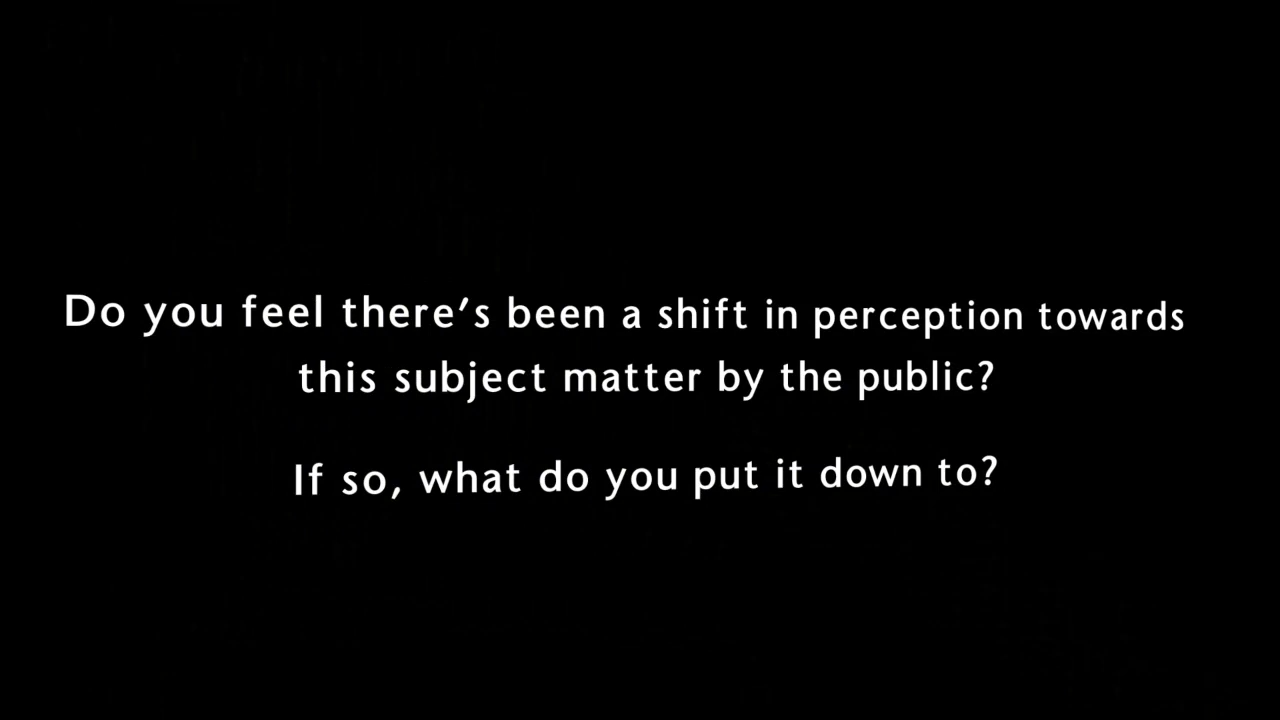 Do you feel there's been a shift in perception towards
this subject matter by the public?
If so, what do you put it down to?